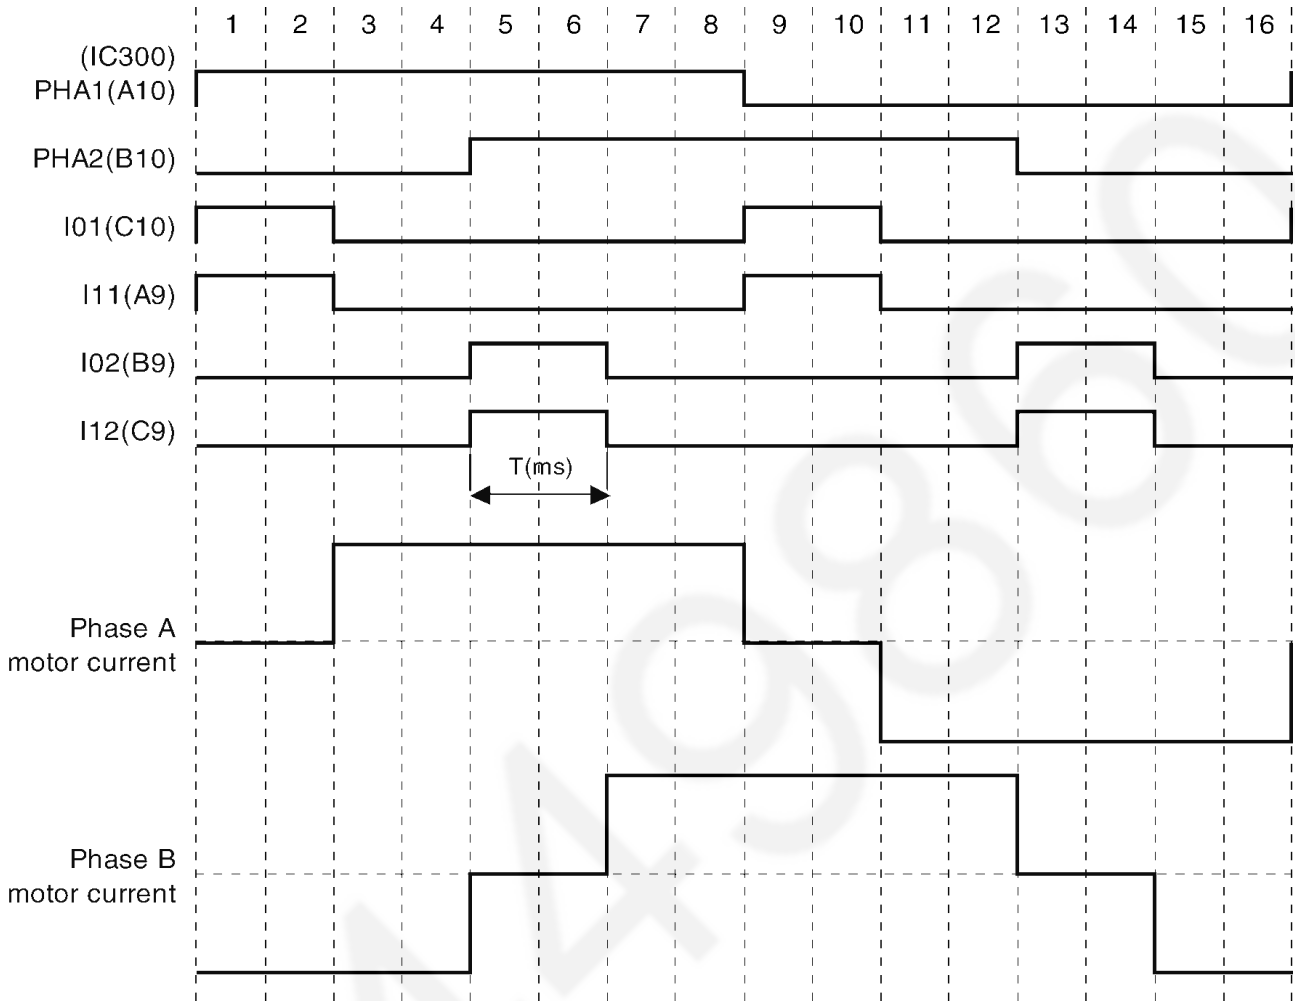 1 2 3 4 5 6 7 8 9 10 11 12 13 14 15 16
(IC300)
PHA1(A10)
PHA2(B10)
I01(C10)
I11(A9)
I02(B9)
I12(C9)
T(ms)
Phase A
motor current
Phase B
motor current